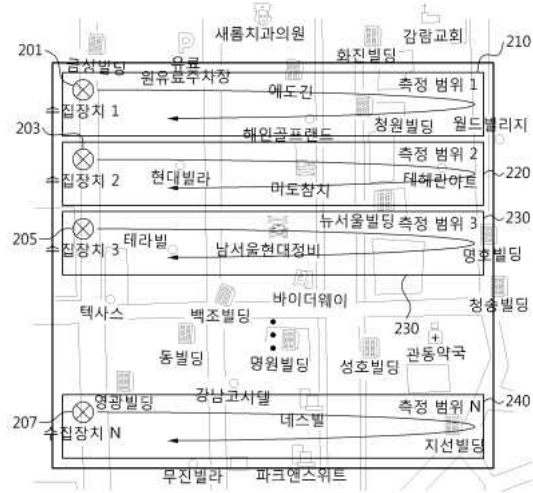 새롬치과의원
감람교회
201
금상빌딩
유료
화진빌딩
210
원유료주차장
측정 범위 1
에도긴
수집장치 1
청원빌딩
월드빌리지
203
해인골프랜드
측정 범위 2
220
수집장치 2
현대빌라
미도참치
테헤란아트
뉴서울빌딩
측정 범위 3
230
205
수집장치 3
테라빌
남서울현대정비
명호빌딩
바이더웨이
청송빌딩
텍사스
백조빌딩
230
동빌딩
명원빌딩
성호빌딩
관동약국
영광빌딩
강남코사델
측정 범위 N
240
207
네스빌
수집장치 N
지선빌딩
무진빌라
파크앤스위트